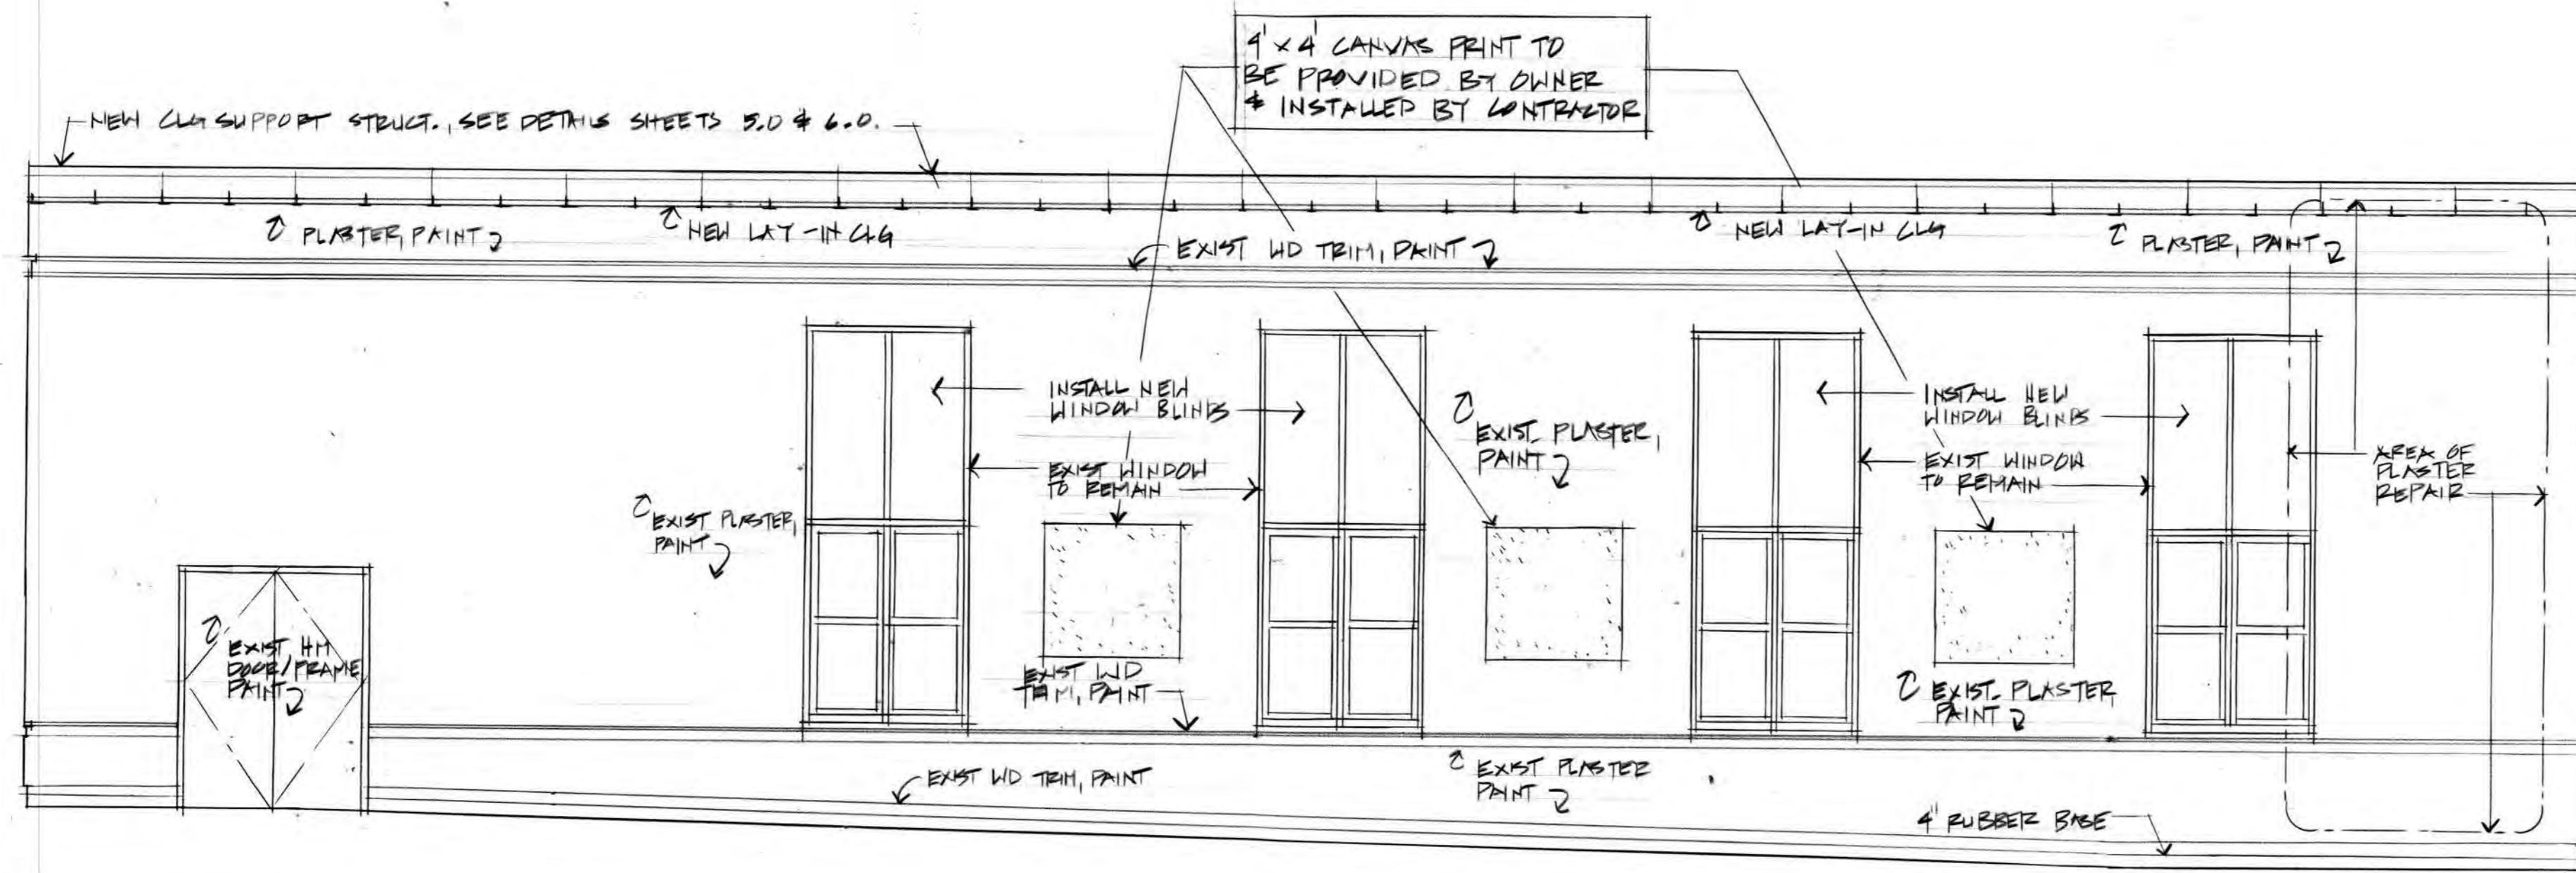 4' x 4' CANVAS PRINT TO
BE PROVIDED BY OWNER
& INSTALLED BY CONTRACTOR
NEW CLG SUPPORT STRUCT., SEE DETAILS SHEETS 5.0 & 6.0.
PLASTER, PAINT
NEW LAY-IN CLG
EXIST WD TRIM, PAINT
NEW LAY-IN CLG
PLASTER, PAINT
INSTALL NEW
WINDOW BLINDS
EXIST WINDOW
TO REMAIN
EXIST. PLASTER,
PAINT
INSTALL NEW
WINDOW BLINDS
EXIST WINDOW
TO REMAIN
AREA OF
PLASTER
REPAIR
EXIST PLASTER,
PAINT
EXIST. HM
DOOR/FRAME
PAINT
EXIST WD
TRIM, PAINT
EXIST. PLASTER
PAINT
EXIST WD TRIM, PAINT
EXIST PLASTER
PAINT
4" RUBBER BASE